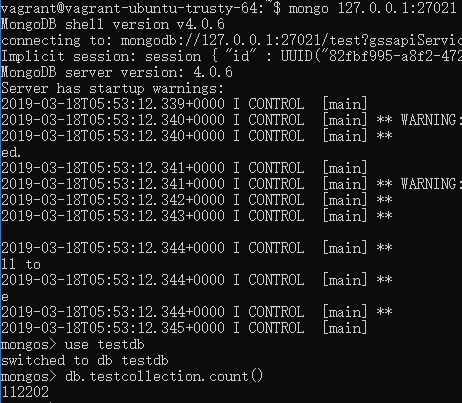 vagrant@vagrant-ubuntu-trusty-64:~$ mongo 127.0.0.1:27021
MongoDB shell version v4.0.6
connecting to: mongodb://127.0.0.1:27021/test?gssapiServic
Implicit session: session { "id" : UUID("82fbf995-a8f2-472
MongoDB server version: 4.0.6
Server has startup warnings:
2019-03-18T05:53:12.339+0000 I CONTROL  [main]
2019-03-18T05:53:12.340+0000 I CONTROL  [main] ** WARNING:
2019-03-18T05:53:12.340+0000 I CONTROL  [main] **
ed.
2019-03-18T05:53:12.341+0000 I CONTROL  [main]
2019-03-18T05:53:12.341+0000 I CONTROL  [main] ** WARNING:
2019-03-18T05:53:12.342+0000 I CONTROL  [main] **
2019-03-18T05:53:12.343+0000 I CONTROL  [main] **
2019-03-18T05:53:12.344+0000 I CONTROL  [main] **
ll to
2019-03-18T05:53:12.344+0000 I CONTROL  [main] **
e
2019-03-18T05:53:12.344+0000 I CONTROL  [main] **
2019-03-18T05:53:12.345+0000 I CONTROL  [main]
mongos> use testdb
switched to db testdb
mongos> db.testcollection.count()
112202